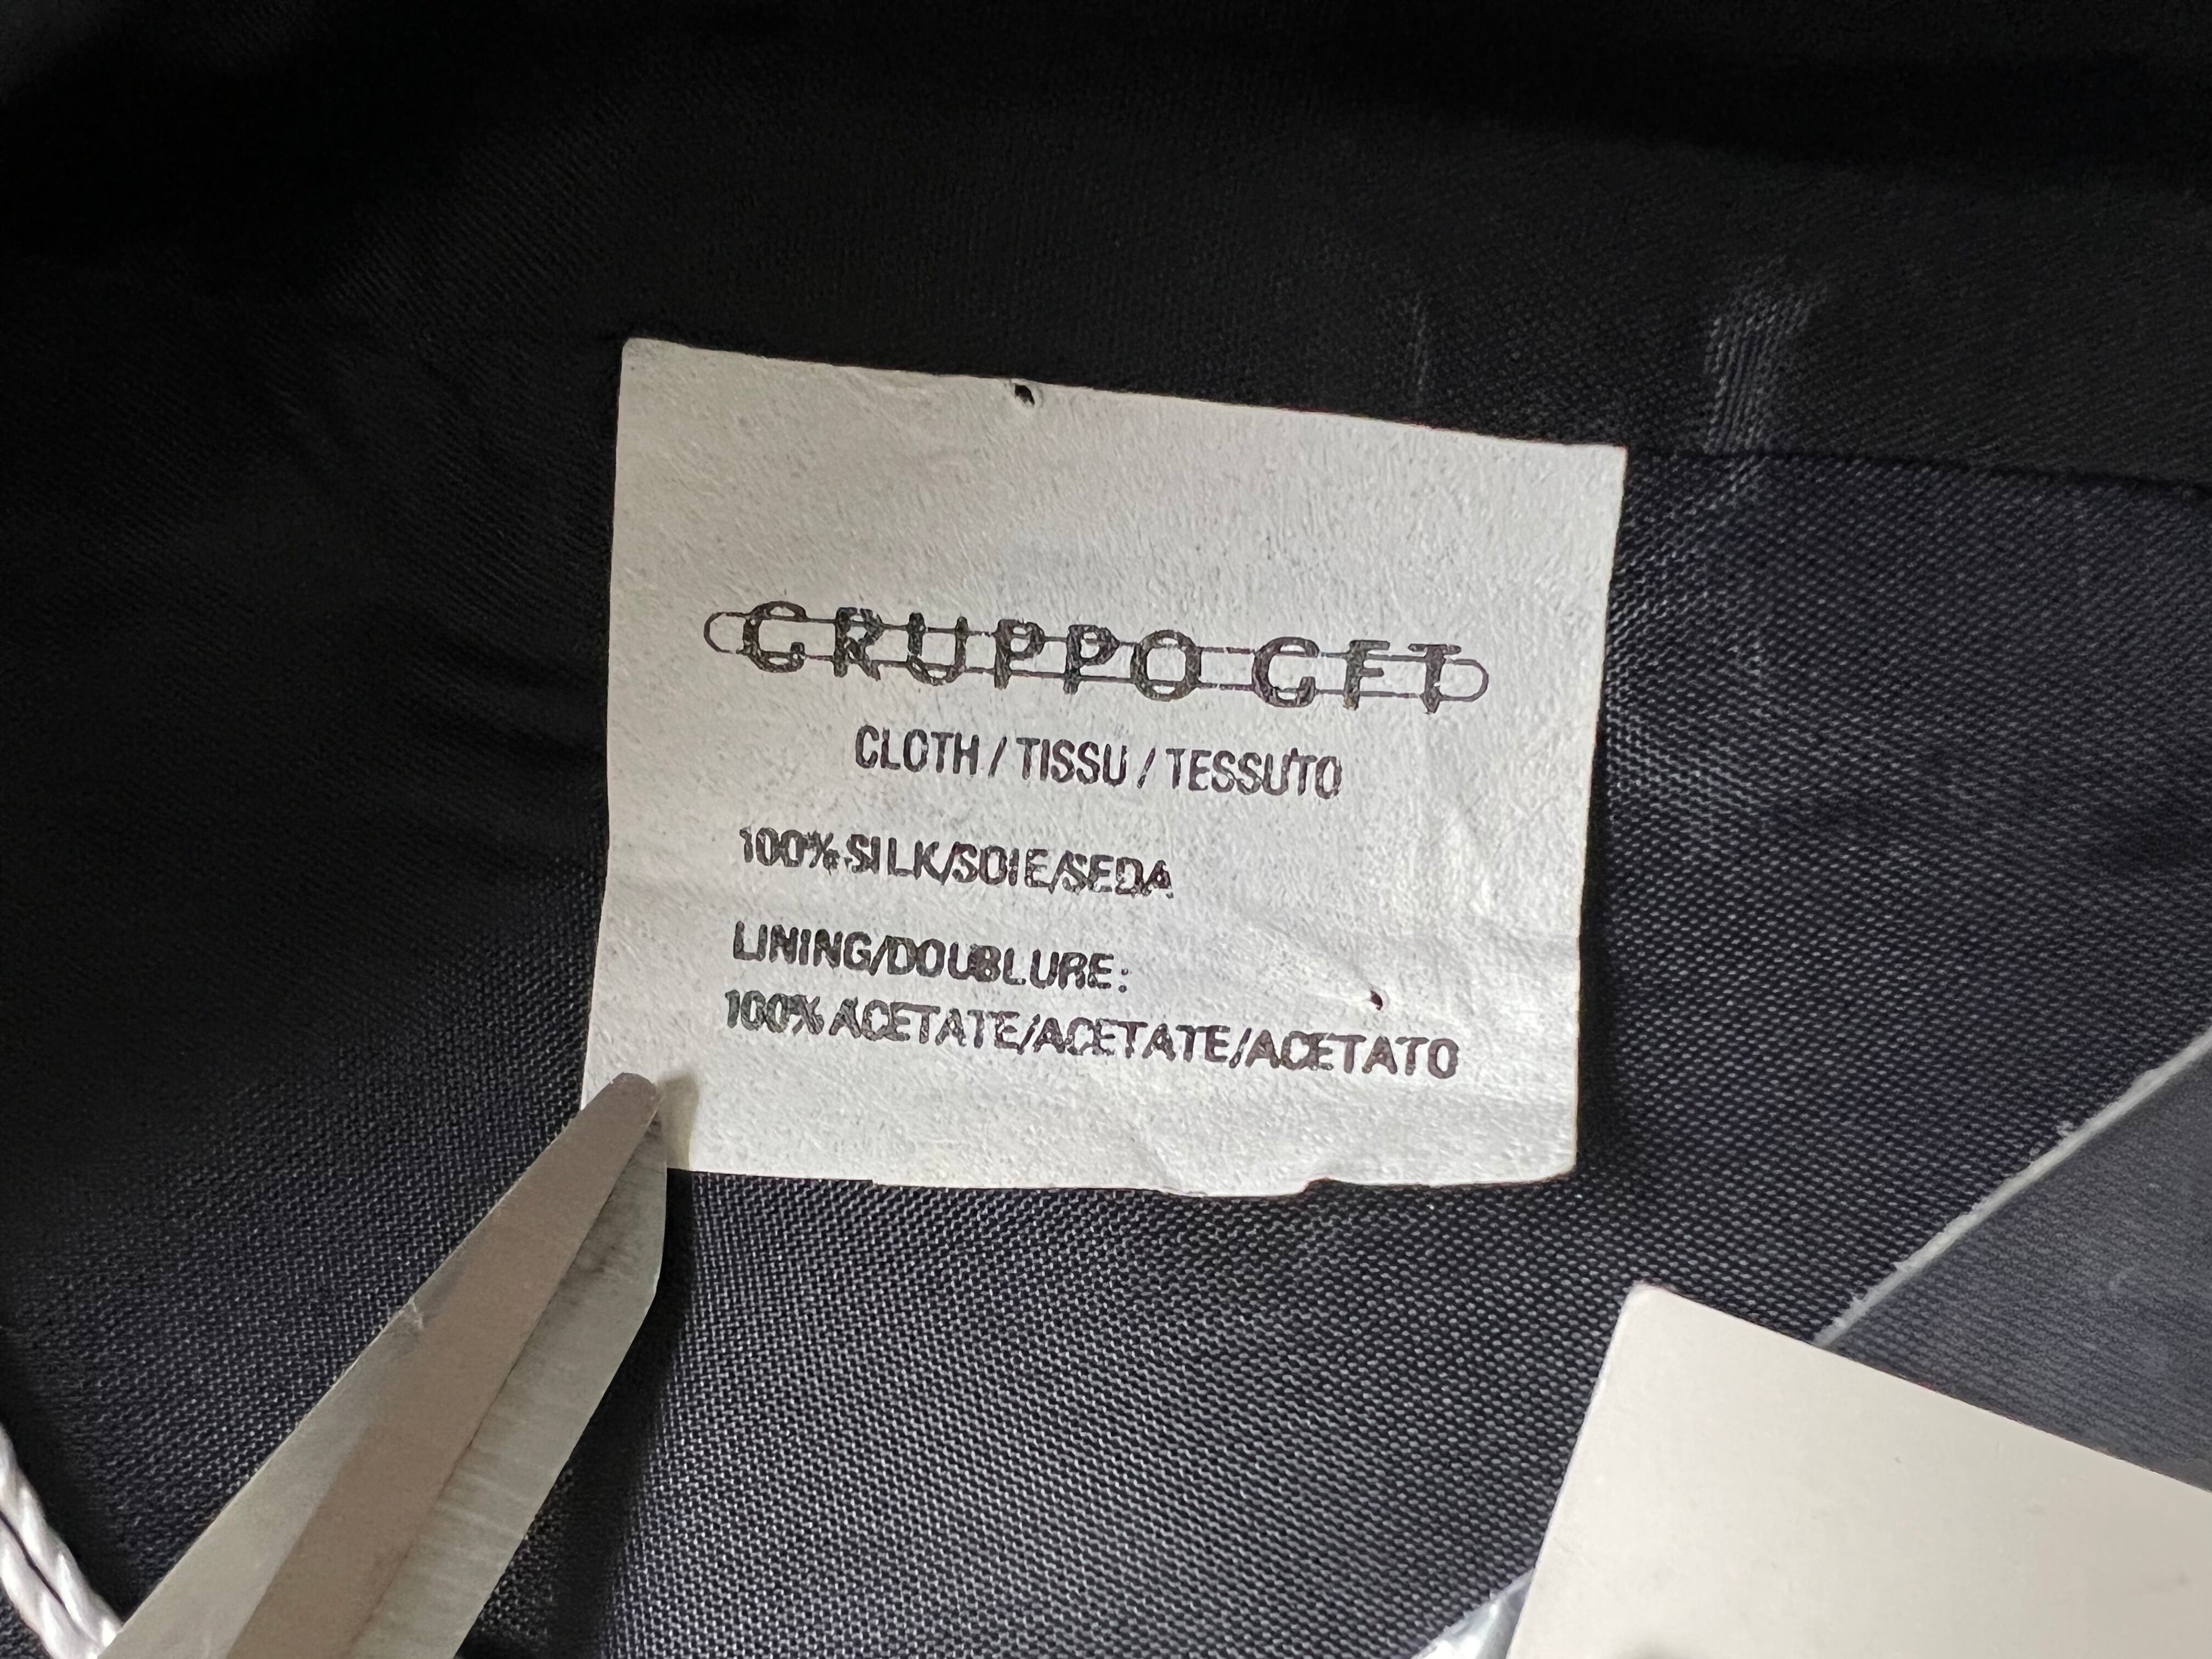 GRUPPO GFT
CLOTH / TISSU / TESSUTO
100% SILK/SOIE/SEDA
LINING/DOUBLURE:
100% ACETATE/ACETATE/ACETATO